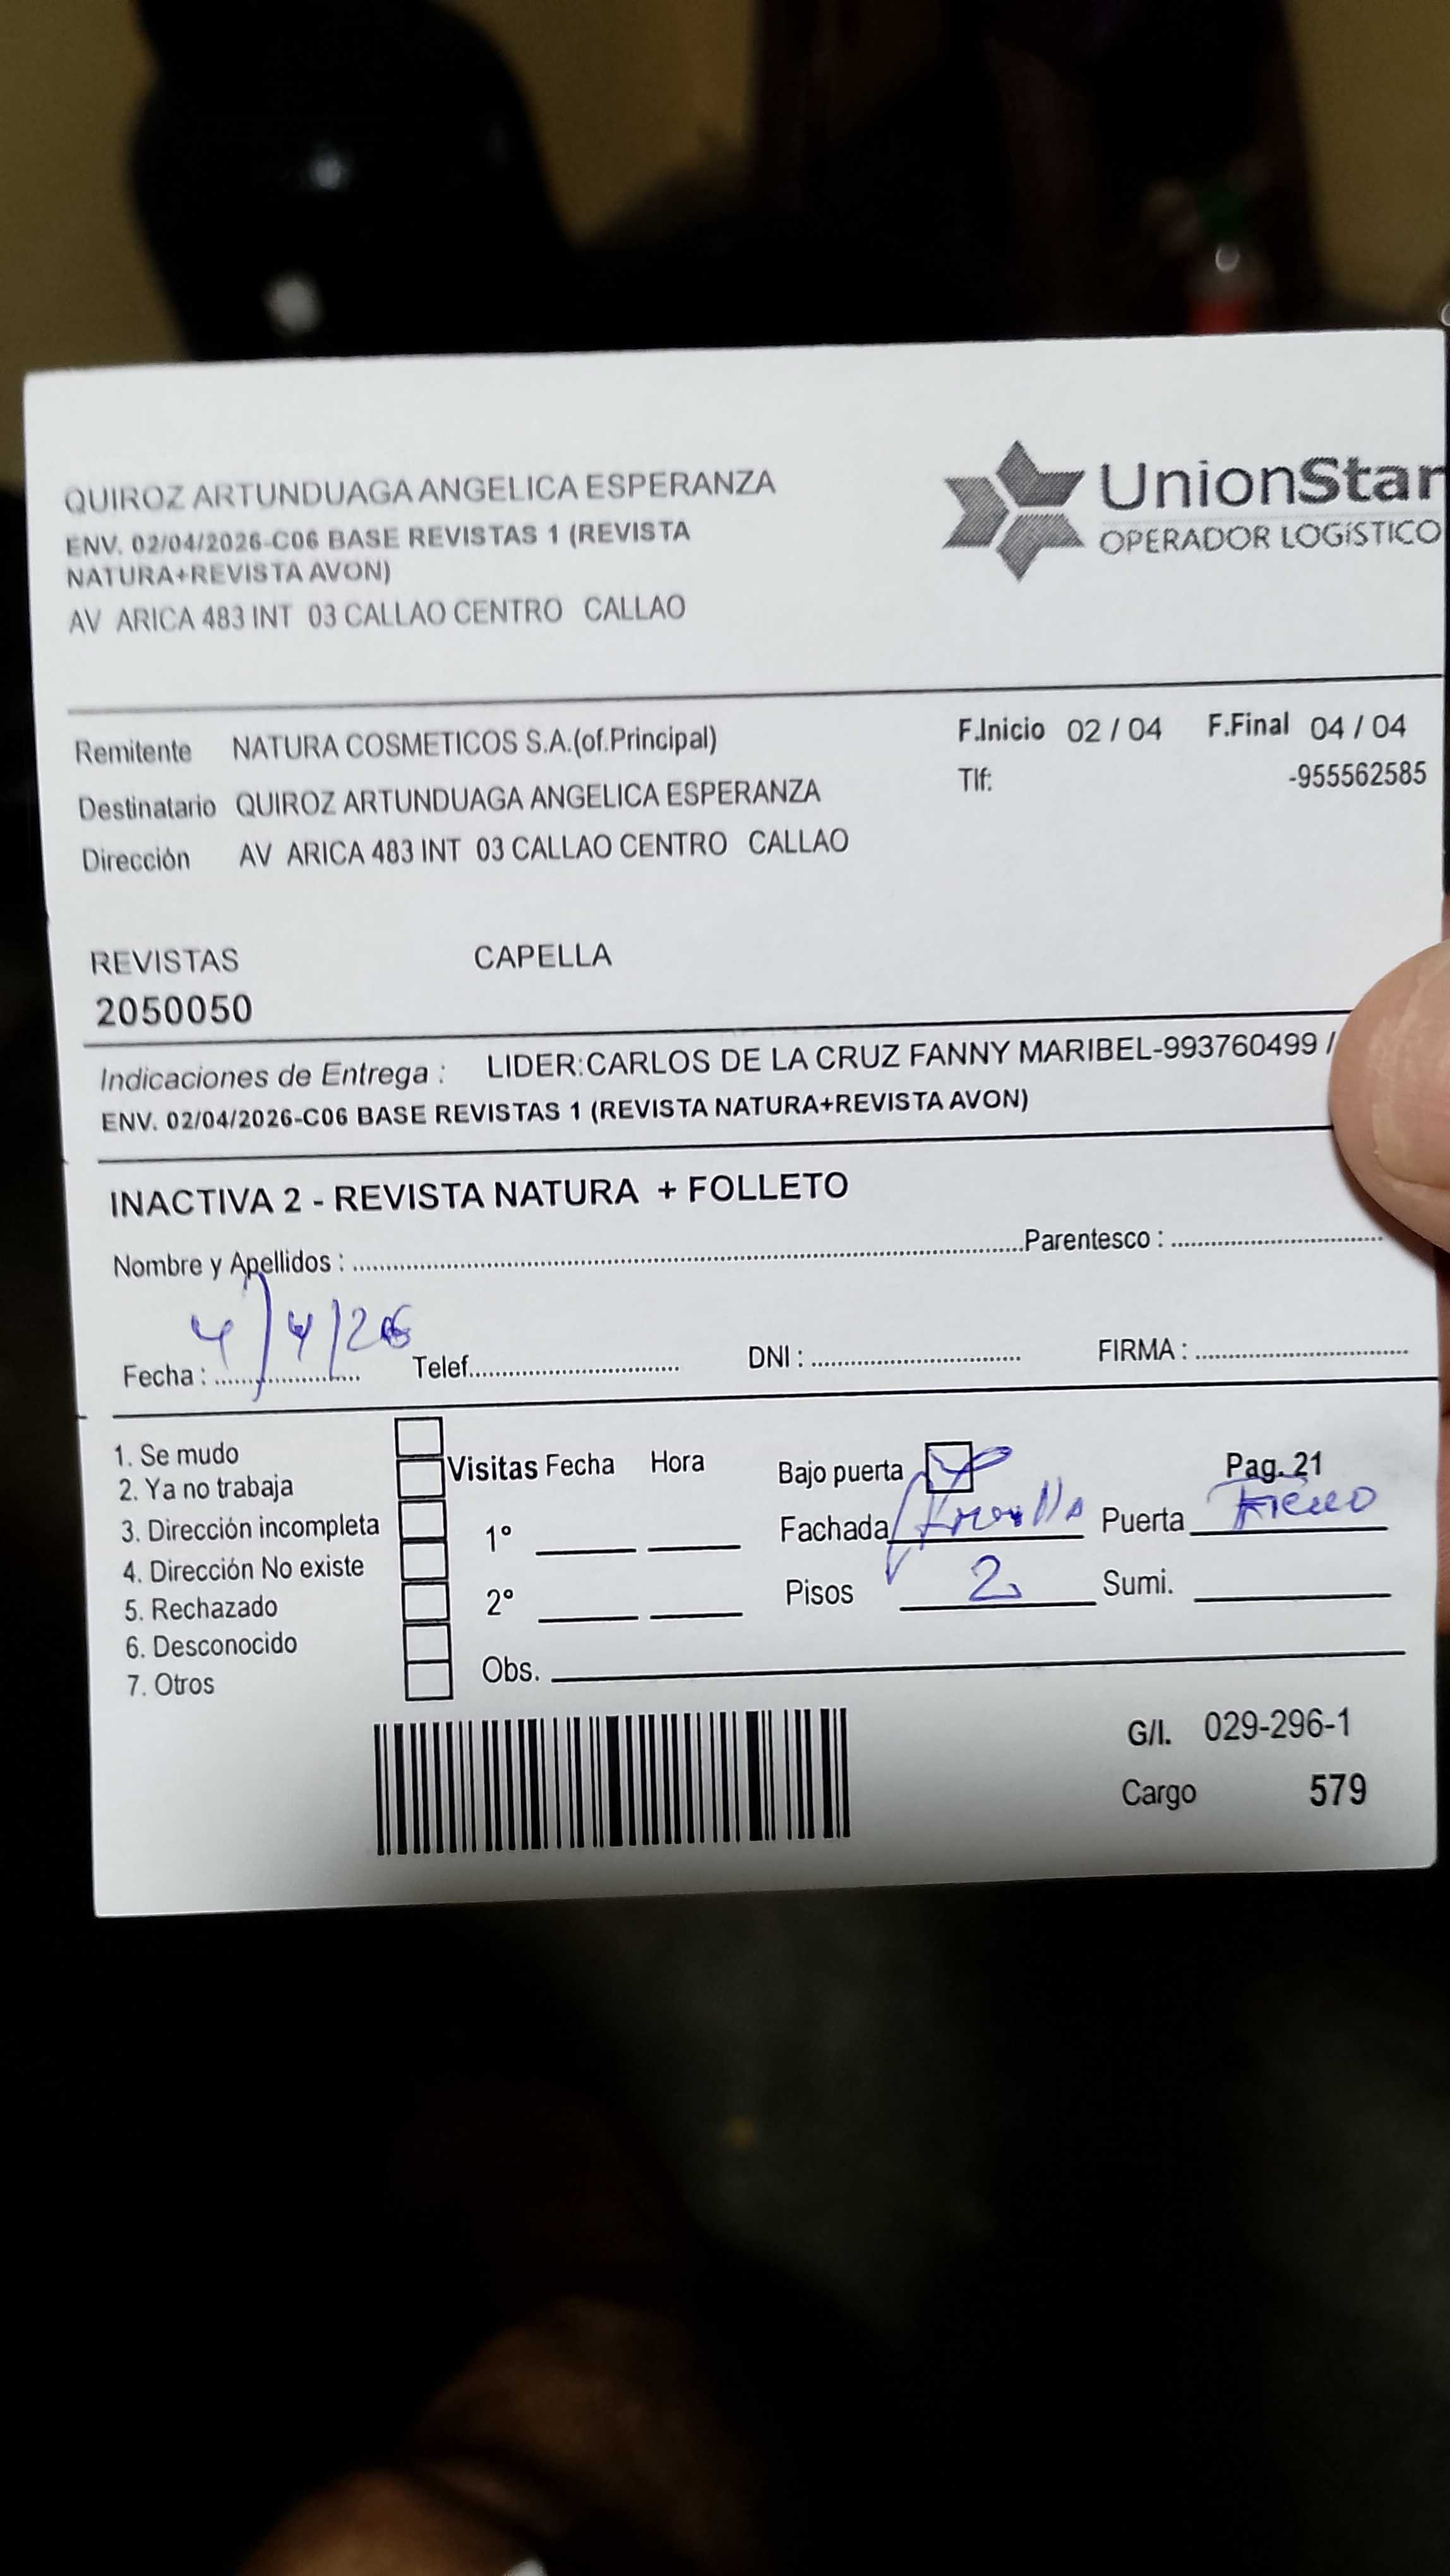 QUIROZ ARTUNDUAGA ANGELICA ESPERANZA
ENV. 02/04/2026-C06 BASE REVISTAS 1 (REVISTA
NATURA+REVISTA AVON)
AV ARICA 483 INT 03 CALLAO CENTRO CALLAO
UnionStar
OPERADOR LOGÍSTICO
Remitente NATURA COSMETICOS S.A.(of.Principal) F.Inicio 02 / 04 F.Final 04 / 04
Destinatario QUIROZ ARTUNDUAGA ANGELICA ESPERANZA Tlf: -955562585
Dirección AV ARICA 483 INT 03 CALLAO CENTRO CALLAO
REVISTAS CAPELLA
2050050
Indicaciones de Entrega : LIDER:CARLOS DE LA CRUZ FANNY MARIBEL-993760499 /
ENV. 02/04/2026-C06 BASE REVISTAS 1 (REVISTA NATURA+REVISTA AVON)
INACTIVA 2 - REVISTA NATURA + FOLLETO
Nombre y Apellidos : Parentesco :
Fecha : 4/4/26 Telef. DNI : FIRMA :
1. Se mudo
2. Ya no trabaja
3. Dirección incompleta
4. Dirección No existe
5. Rechazado
6. Desconocido
7. Otros
Visitas Fecha Hora
1º
2º
Obs.
Bajo puerta Pag. 21
Fachada Puerta Fierro
Pisos 2 Sumi.
G/I. 029-296-1
Cargo 579